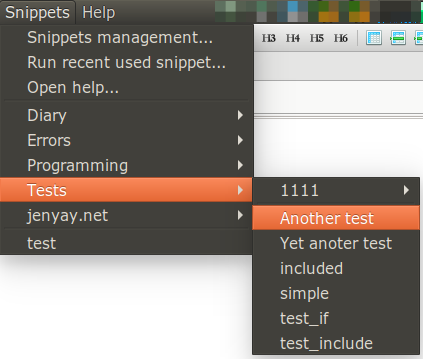 Snippets Help
H3 H4 H5 H6
Snippets management...
Run recent used snippet...
Open help...
Diary
Errors
Programming
Tests
jenyay.net
test
1111
Another test
Yet anoter test
included
simple
test_if
test_include